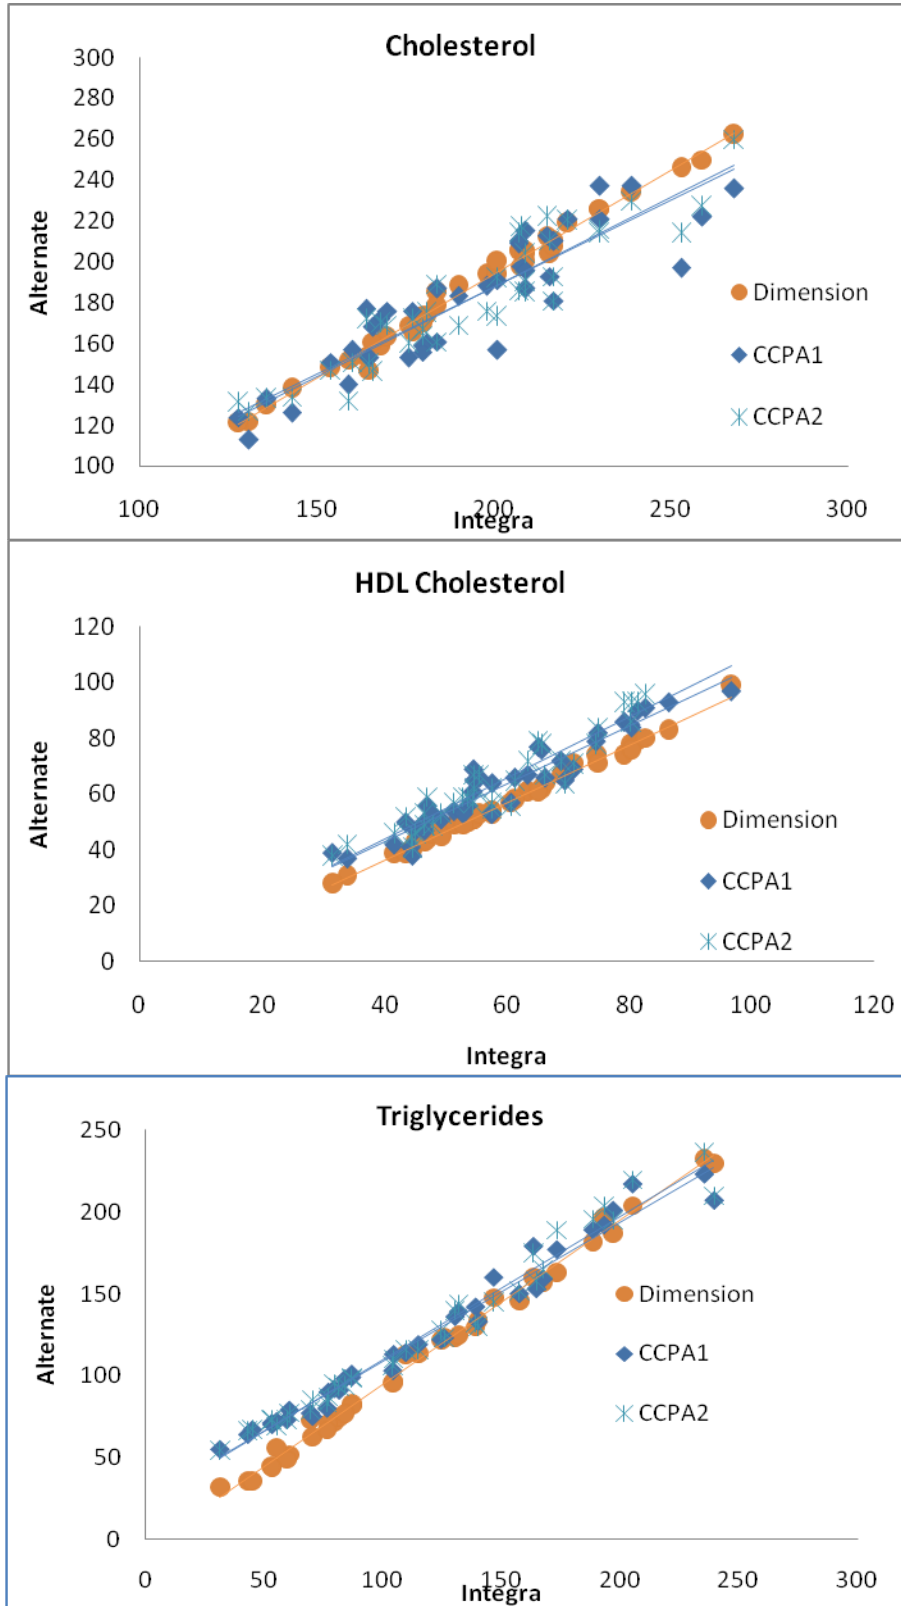 Cholesterol
300
280
260
240
220
200
180
160
140
120
100
Alternate
Dimension
CCPA1
CCPA2
100 150 200 250 300
Integra
HDL Cholesterol
120
100
80
60
40
20
0
Alternate
Dimension
CCPA1
CCPA2
0 20 40 60 80 100 120
Integra
Triglycerides
250
200
150
100
50
0
Alternate
Dimension
CCPA1
CCPA2
0 50 100 150 200 250 300
Integra